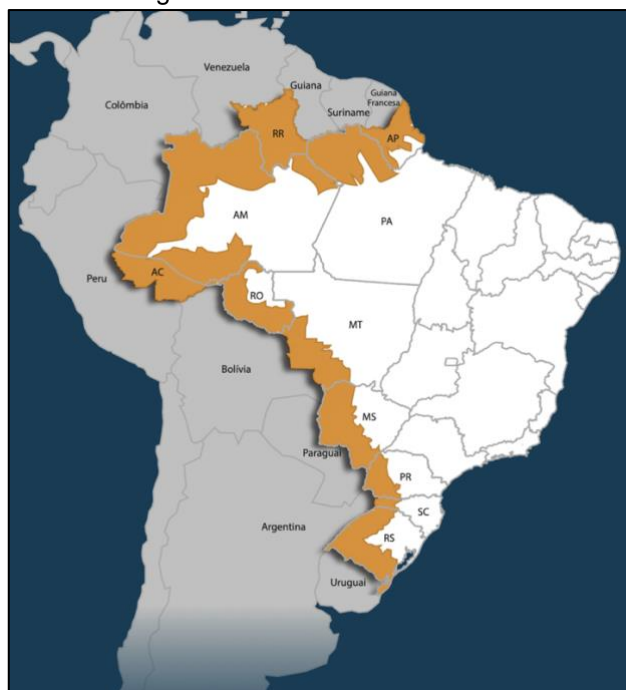 Venezuela
Guiana
Colômbia
Suriname
Guiana
Francesa
RR
AP
AM
PA
Peru
AC
RO
MT
Bolívia
MS
Paraguai
PR
SC
Argentina
RS
Uruguai